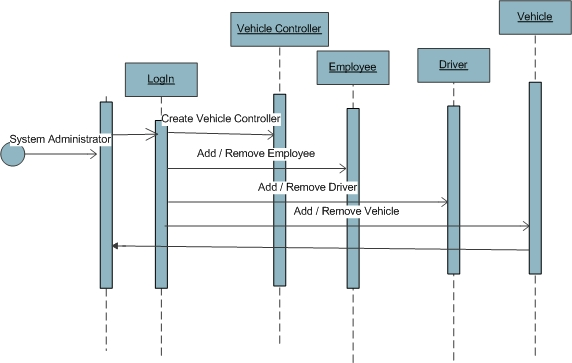 Vehicle
Vehicle Controller
Employee
Driver
LogIn
Create Vehicle Controller
System Administrator
Add / Remove Employee
Add / Remove Driver
Add / Remove Vehicle